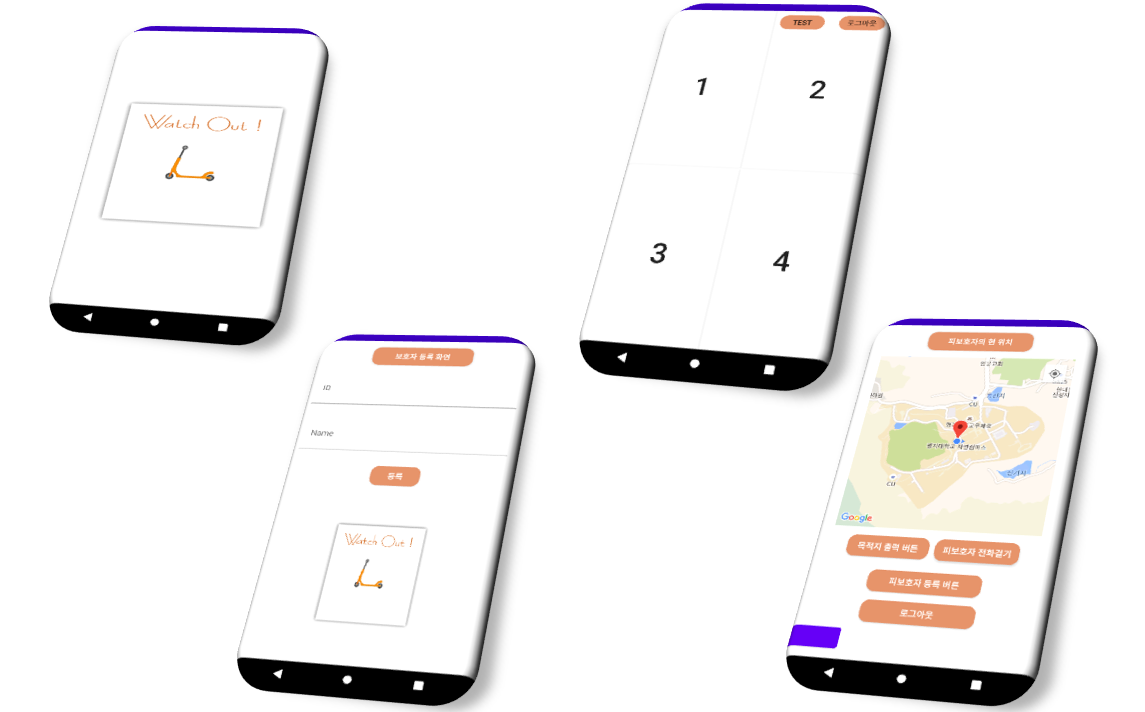 Watch Out !
TEST
로그아웃
1
2
3
4
보호자 등록 화면
ID
Name
등록
Watch Out !
피보호자의 현 위치
CU
CU
Google
목적지 출력 버튼
피보호자 전화걸기
피보호자 등록 버튼
로그아웃